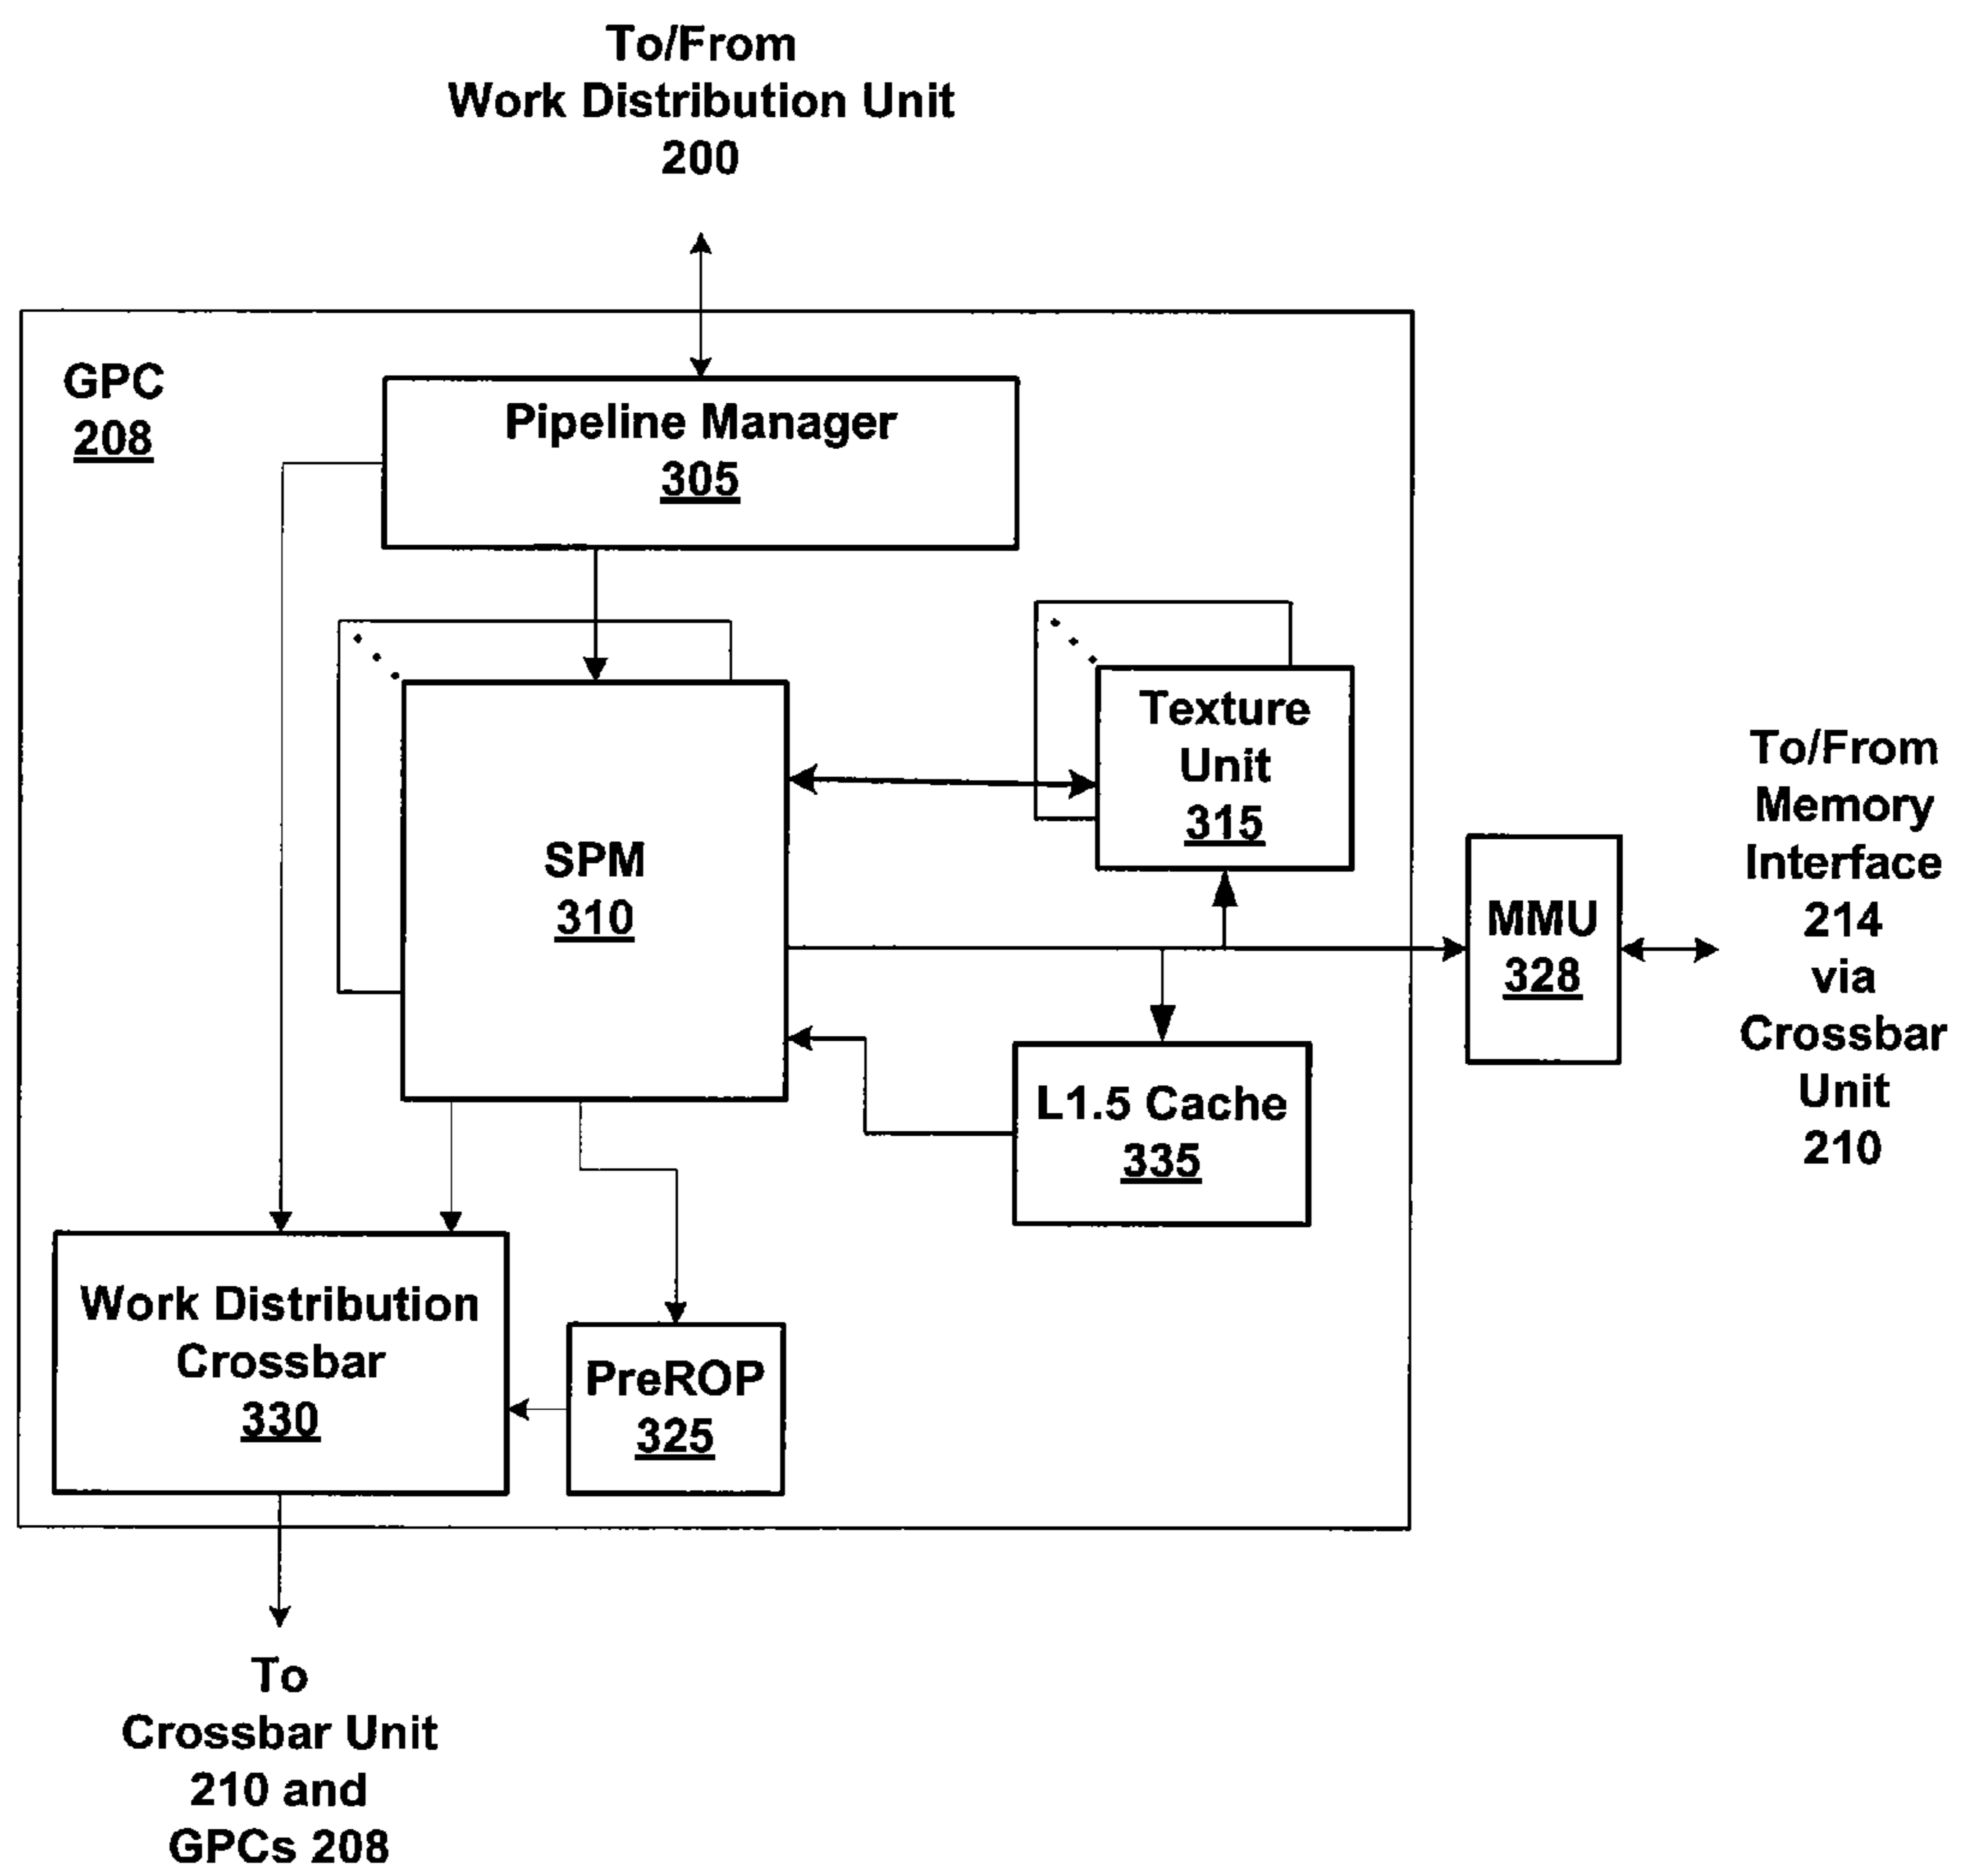 To/From
Work Distribution Unit
200
GPC
208
Pipeline Manager
305
Texture
Unit
315
SPM
310
To/From
Memory
Interface
214
via
Crossbar
Unit
210
MMU
328
L1.5 Cache
335
Work Distribution
Crossbar
330
PreROP
325
To
Crossbar Unit
210 and
GPCs 208